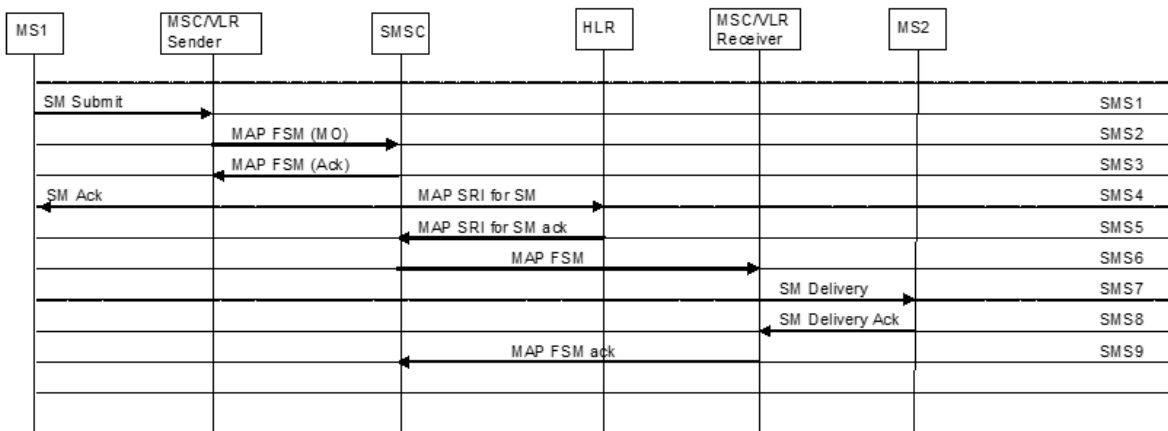 MS1
MSC/VLR
Sender
SMSC
HLR
MSC/VLR
Receiver
MS2
SM Submit
SMS1
MAP FSM (MO)
SMS2
MAP FSM (Ack)
SMS3
SM Ack
MAP SRI for SM
SMS4
MAP SRI for SM ack
SMS5
MAP FSM
SMS6
SM Delivery
SMS7
SM Delivery Ack
SMS8
MAP FSM ack
SMS9